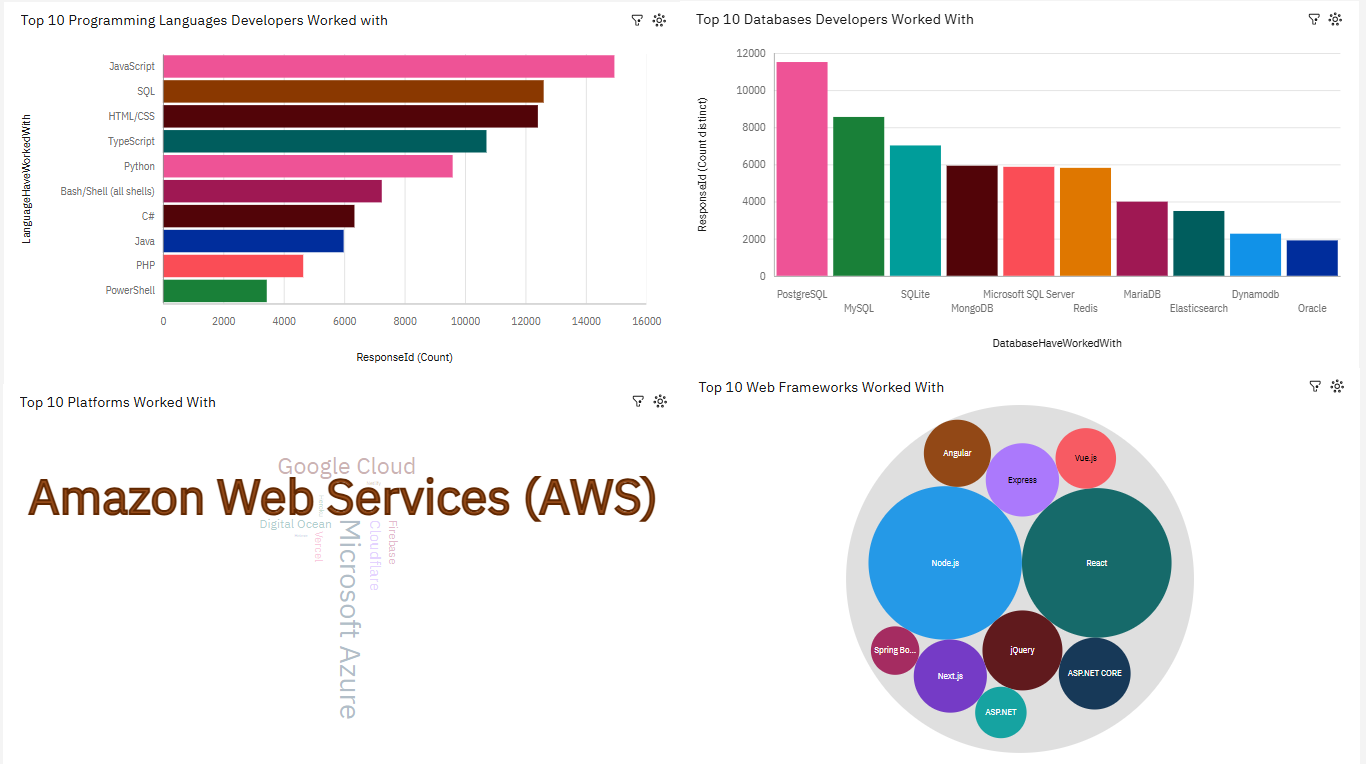 Top 10 Programming Languages Developers Worked with
LanguageHaveWorkedWith
JavaScript
SQL
HTML/CSS
TypeScript
Python
Bash/Shell (all shells)
C#
Java
PHP
PowerShell
0 2000 4000 6000 8000 10000 12000 14000 16000
ResponseId (Count)
Top 10 Databases Developers Worked With
ResponseId (Count distinct)
12000
10000
8000
6000
4000
2000
0
PostgreSQL SQLite Microsoft SQL Server MariaDB Dynamodb
MySQL MongoDB Redis Elasticsearch Oracle
DatabaseHaveWorkedWith
Top 10 Platforms Worked With
Google Cloud
Amazon Web Services (AWS)
Digital Ocean
Vercel
Microsoft Azure
Cloudflare
Firebase
Top 10 Web Frameworks Worked With
Angular
Vue.js
Express
Node.js
React
Spring Bo...
jQuery
Next.js
ASP.NET CORE
ASP.NET